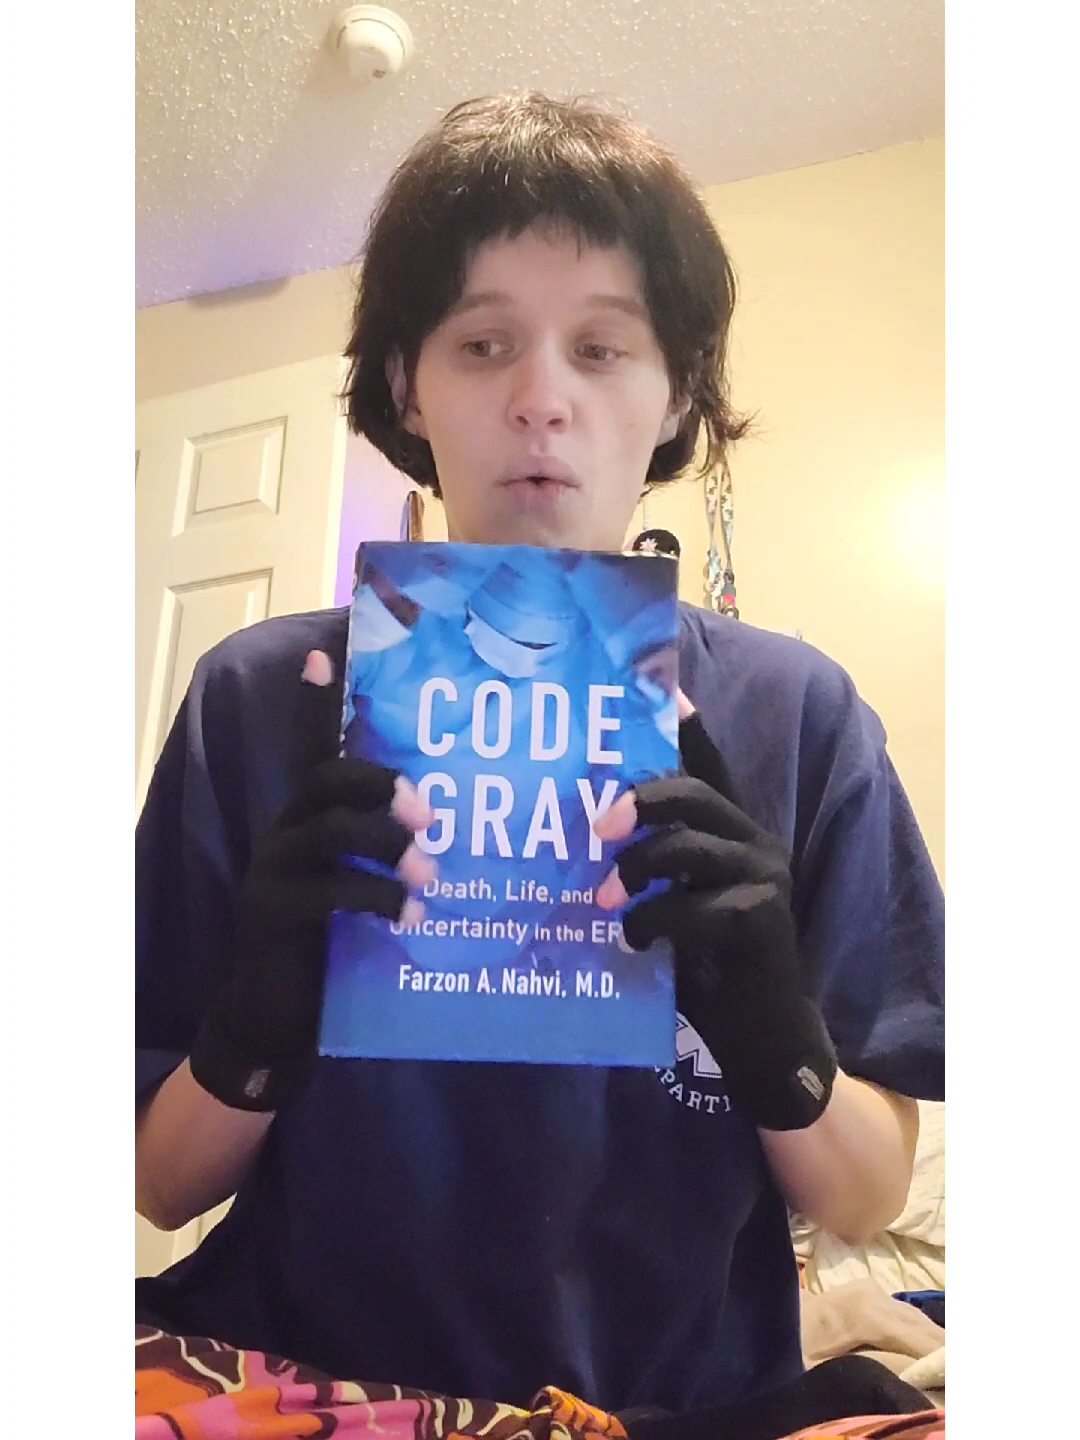 CODE
GRAY
Death, Life, and
Uncertainty in the ER
Farzon A. Nahvi, M.D.